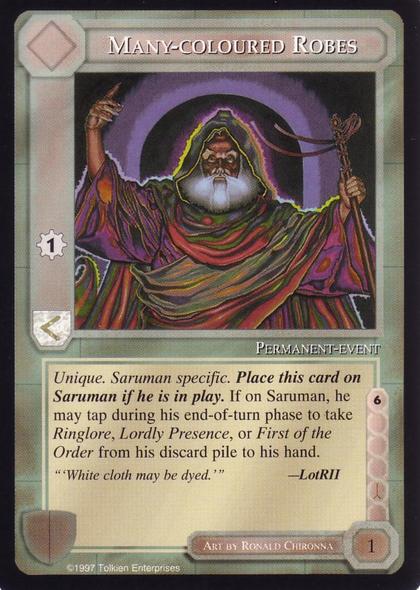 MANY-COLOURED ROBES
1
PERMANENT-EVENT
Unique. Saruman specific. Place this card on
Saruman if he is in play. If on Saruman, he
may tap during his end-of-turn phase to take
Ringlore, Lordly Presence, or First of the
Order from his discard pile to his hand.
“‘White cloth may be dyed.’” —LotRII
6
ART BY RONALD CHIRONNA
1
©1997 Tolkien Enterprises